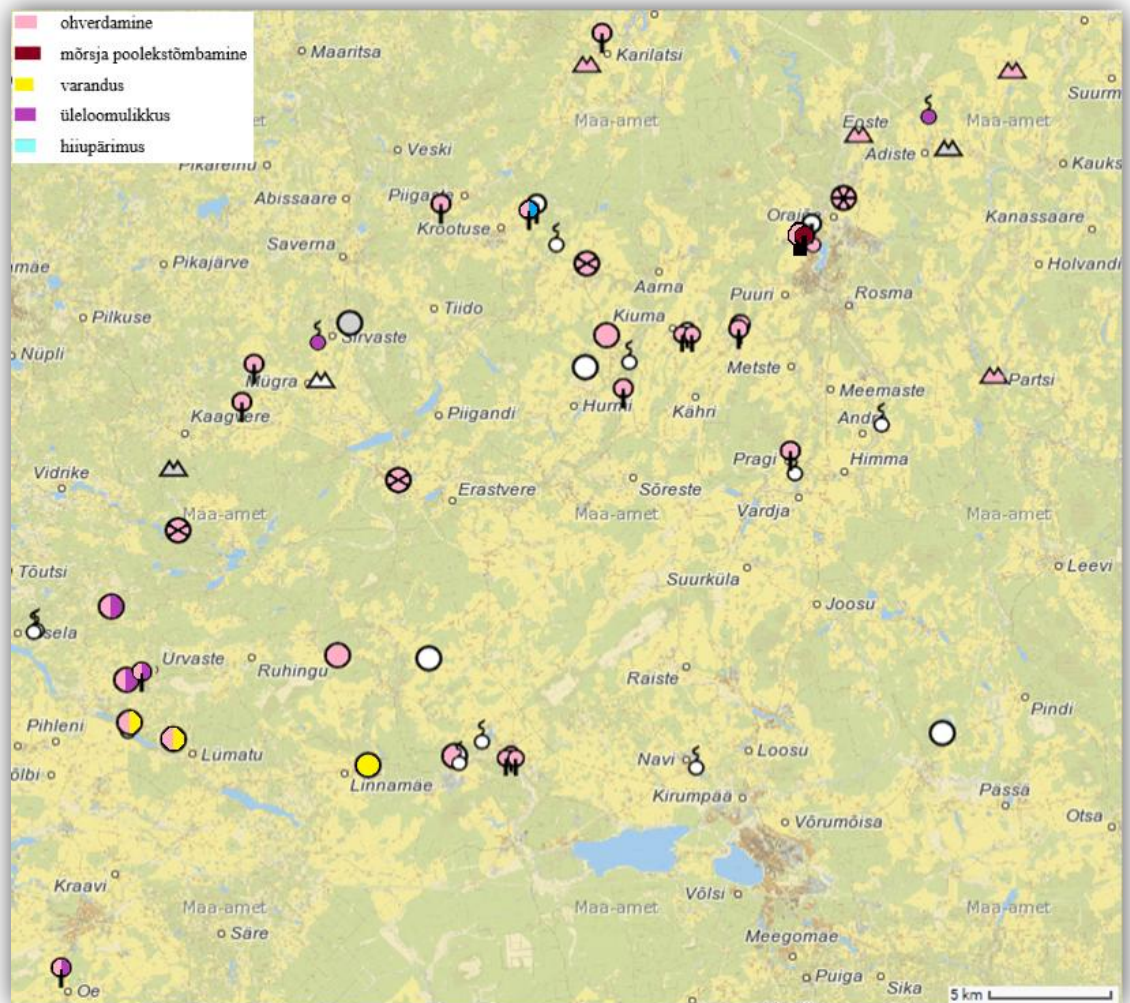 ohverdamine
mõrsja poolekstõmbamine
varandus
üleloomulikkus
hiiupärimus
Maaritsa
Karilatsi
Maa-amet
Maa-amet
Eoste
Adiste
Veski
Kauks
Abissaare
Piigaste
Krootuse
Kanassaare
Saverna
Pikajärve
Holvandi
Aarna
Puuri
Rosma
Pilkuse
Tiido
Kiuma
Sirvaste
Nüpli
Metste
Partsi
Mügra
Meemaste
Kaagvere
Piigandi
Hurmi
Kähri
Vidrike
Pragi
Himma
Erastvere
Sõreste
Vardja
Maa-amet
Maa-amet
Maa-amet
Tõutsi
Leevi
Suurküla
Joosu
Urvaste
Ruhingu
Raiste
Pindi
Pihleni
Lümatu
Navi
Loosu
Linnamäe
Kirumpää
Pässä
Otsa
Võrumõisa
Kraavi
Võlsi
Maa-amet
Maa-amet
Maa-amet
Säre
Meegomäe
Oe
Puiga
Sika
5 km